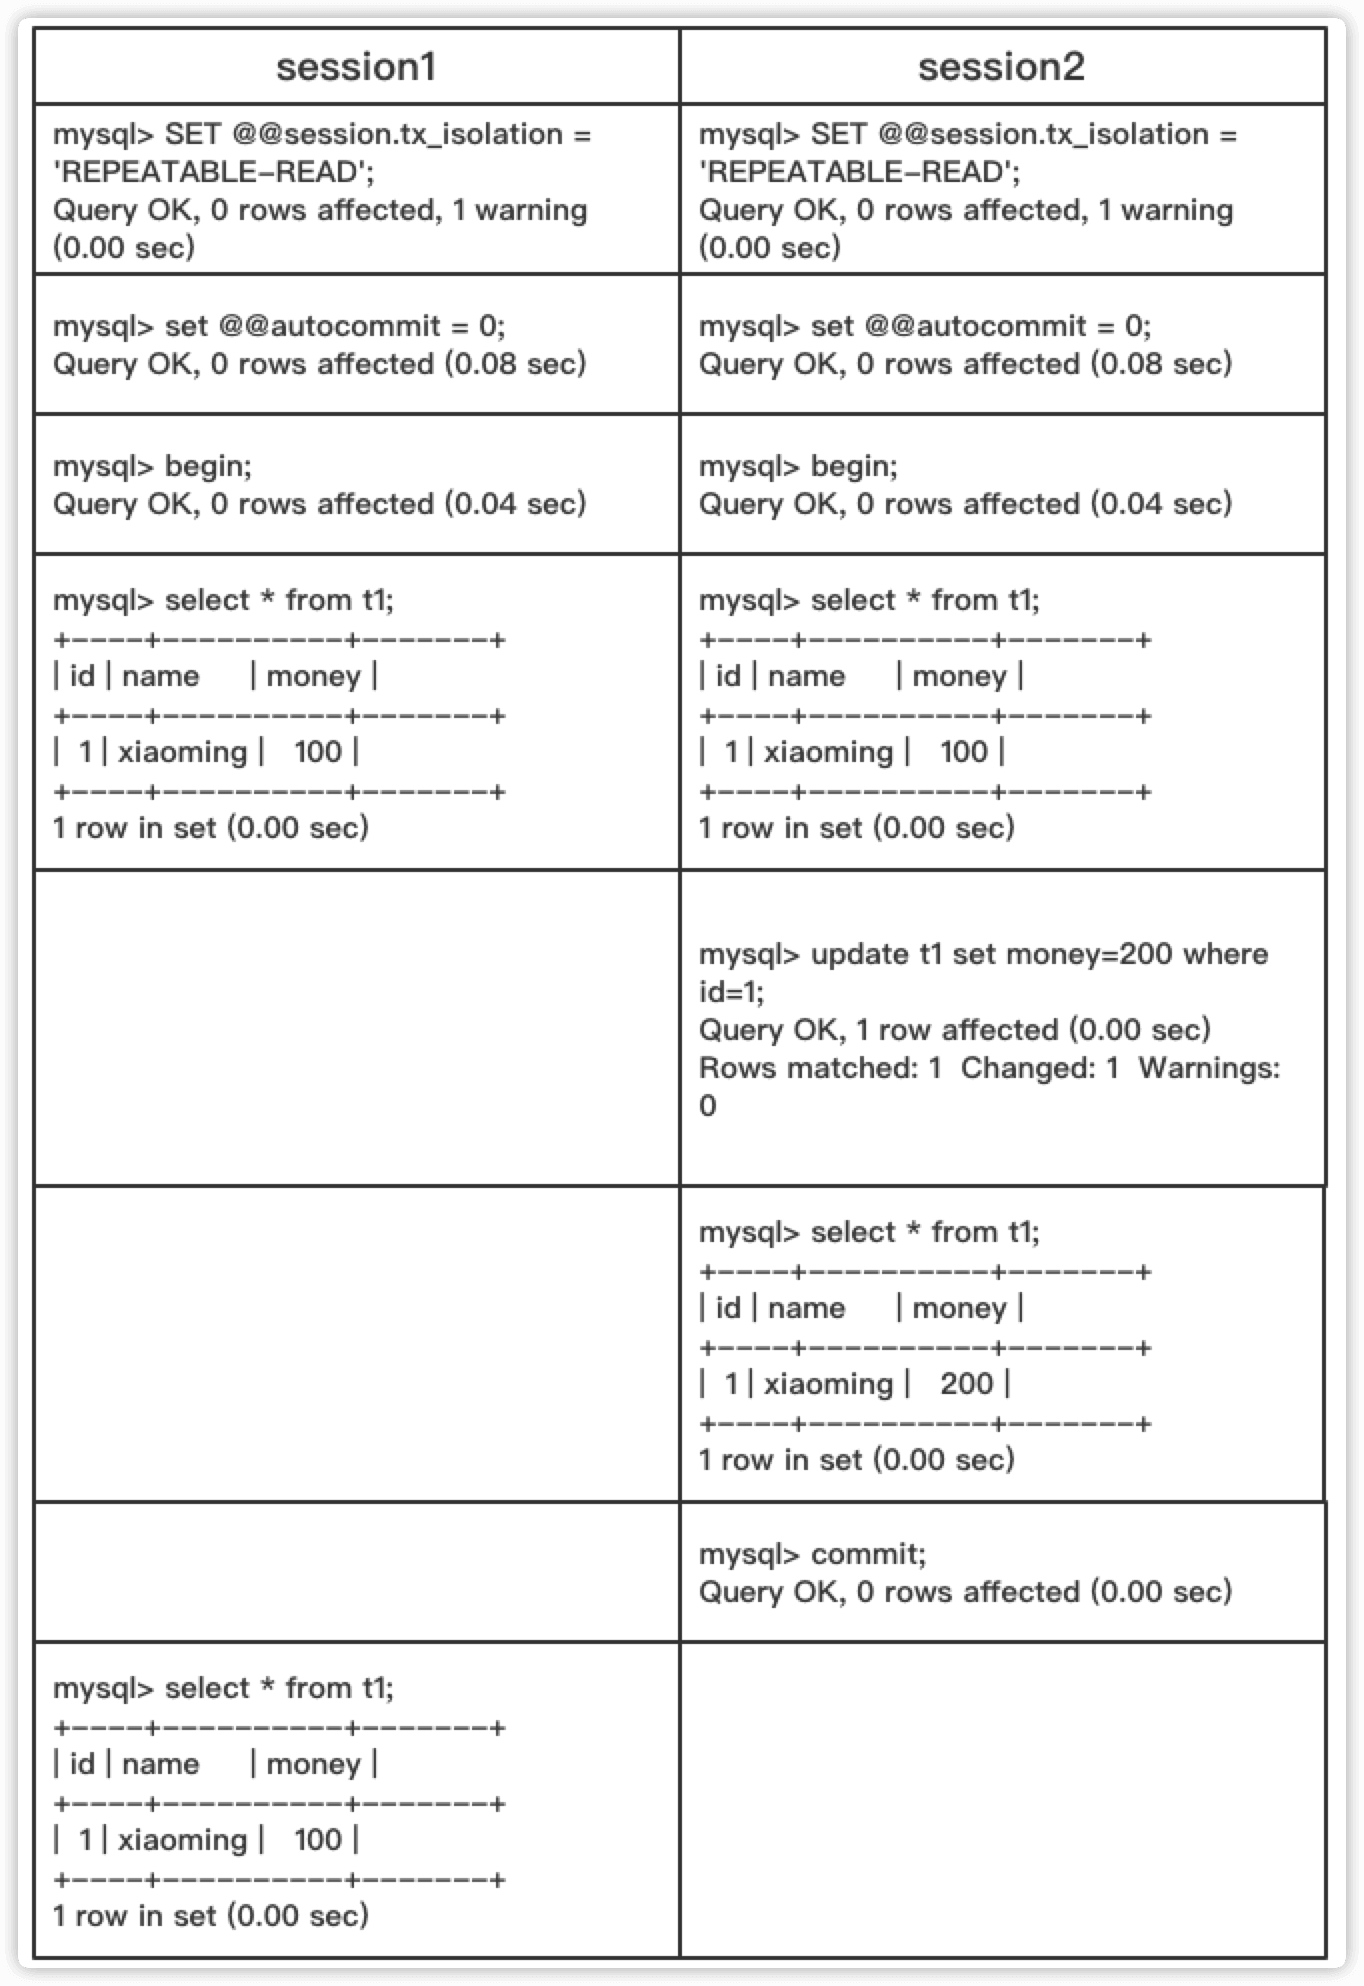 session1
session2
mysql> SET @@session.tx_isolation =
'REPEATABLE-READ';
Query OK, 0 rows affected, 1 warning
(0.00 sec)
mysql> SET @@session.tx_isolation =
'REPEATABLE-READ';
Query OK, 0 rows affected, 1 warning
(0.00 sec)
mysql> set @@autocommit = 0;
Query OK, 0 rows affected (0.08 sec)
mysql> set @@autocommit = 0;
Query OK, 0 rows affected (0.08 sec)
mysql> begin;
Query OK, 0 rows affected (0.04 sec)
mysql> begin;
Query OK, 0 rows affected (0.04 sec)
mysql> select * from t1;
+----+----------+-------+
| id | name      | money |
+----+----------+-------+
|  1 | xiaoming |   100 |
+----+----------+-------+
1 row in set (0.00 sec)
mysql> select * from t1;
+----+----------+-------+
| id | name      | money |
+----+----------+-------+
|  1 | xiaoming |   100 |
+----+----------+-------+
1 row in set (0.00 sec)
mysql> update t1 set money=200 where
id=1;
Query OK, 1 row affected (0.00 sec)
Rows matched: 1  Changed: 1  Warnings:
0
mysql> select * from t1;
+----+----------+-------+
| id | name      | money |
+----+----------+-------+
|  1 | xiaoming |   200 |
+----+----------+-------+
1 row in set (0.00 sec)
mysql> commit;
Query OK, 0 rows affected (0.00 sec)
mysql> select * from t1;
+----+----------+-------+
| id | name      | money |
+----+----------+-------+
|  1 | xiaoming |   100 |
+----+----------+-------+
1 row in set (0.00 sec)